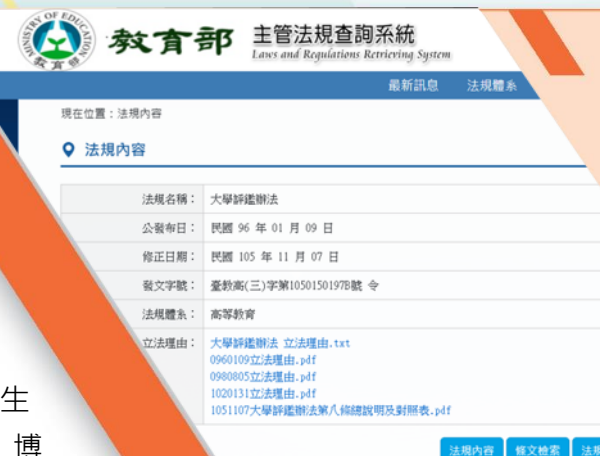 MINISTRY OF EDUCATION
教育部
教育部 主管法規查詢系統
Laws and Regulations Retrieving System
最新訊息 法規體系
現在位置：法規內容
法規內容
法規名稱： 大學評鑑辦法
公發布日： 民國 96 年 01 月 09 日
修正日期： 民國 105 年 11 月 07 日
發文字號： 臺教高(三)字第1050150197B號 令
法規體系： 高等教育
立法理由： 大學評鑑辦法 立法理由.txt
0960109立法理由.pdf
0980805立法理由.pdf
1020131立法理由.pdf
1051107大學評鑑辦法第八條總說明及對照表.pdf
生
博
法規內容 條文檢索 法規